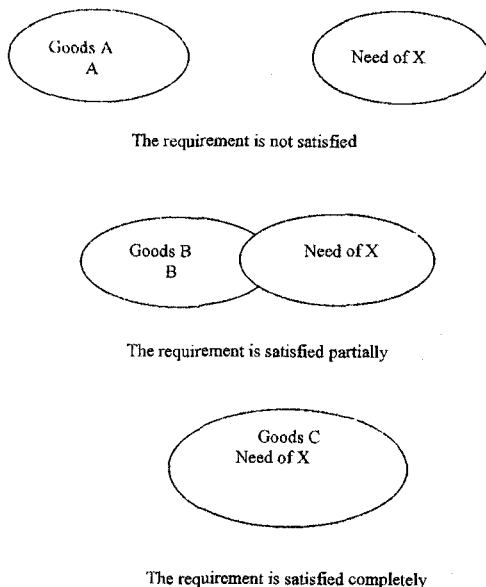 Goods A
A
Need of X
The requirement is not satisfied
Goods B
B
Need of X
The requirement is satisfied partially
Goods C
Need of X
The requirement is satisfied completely